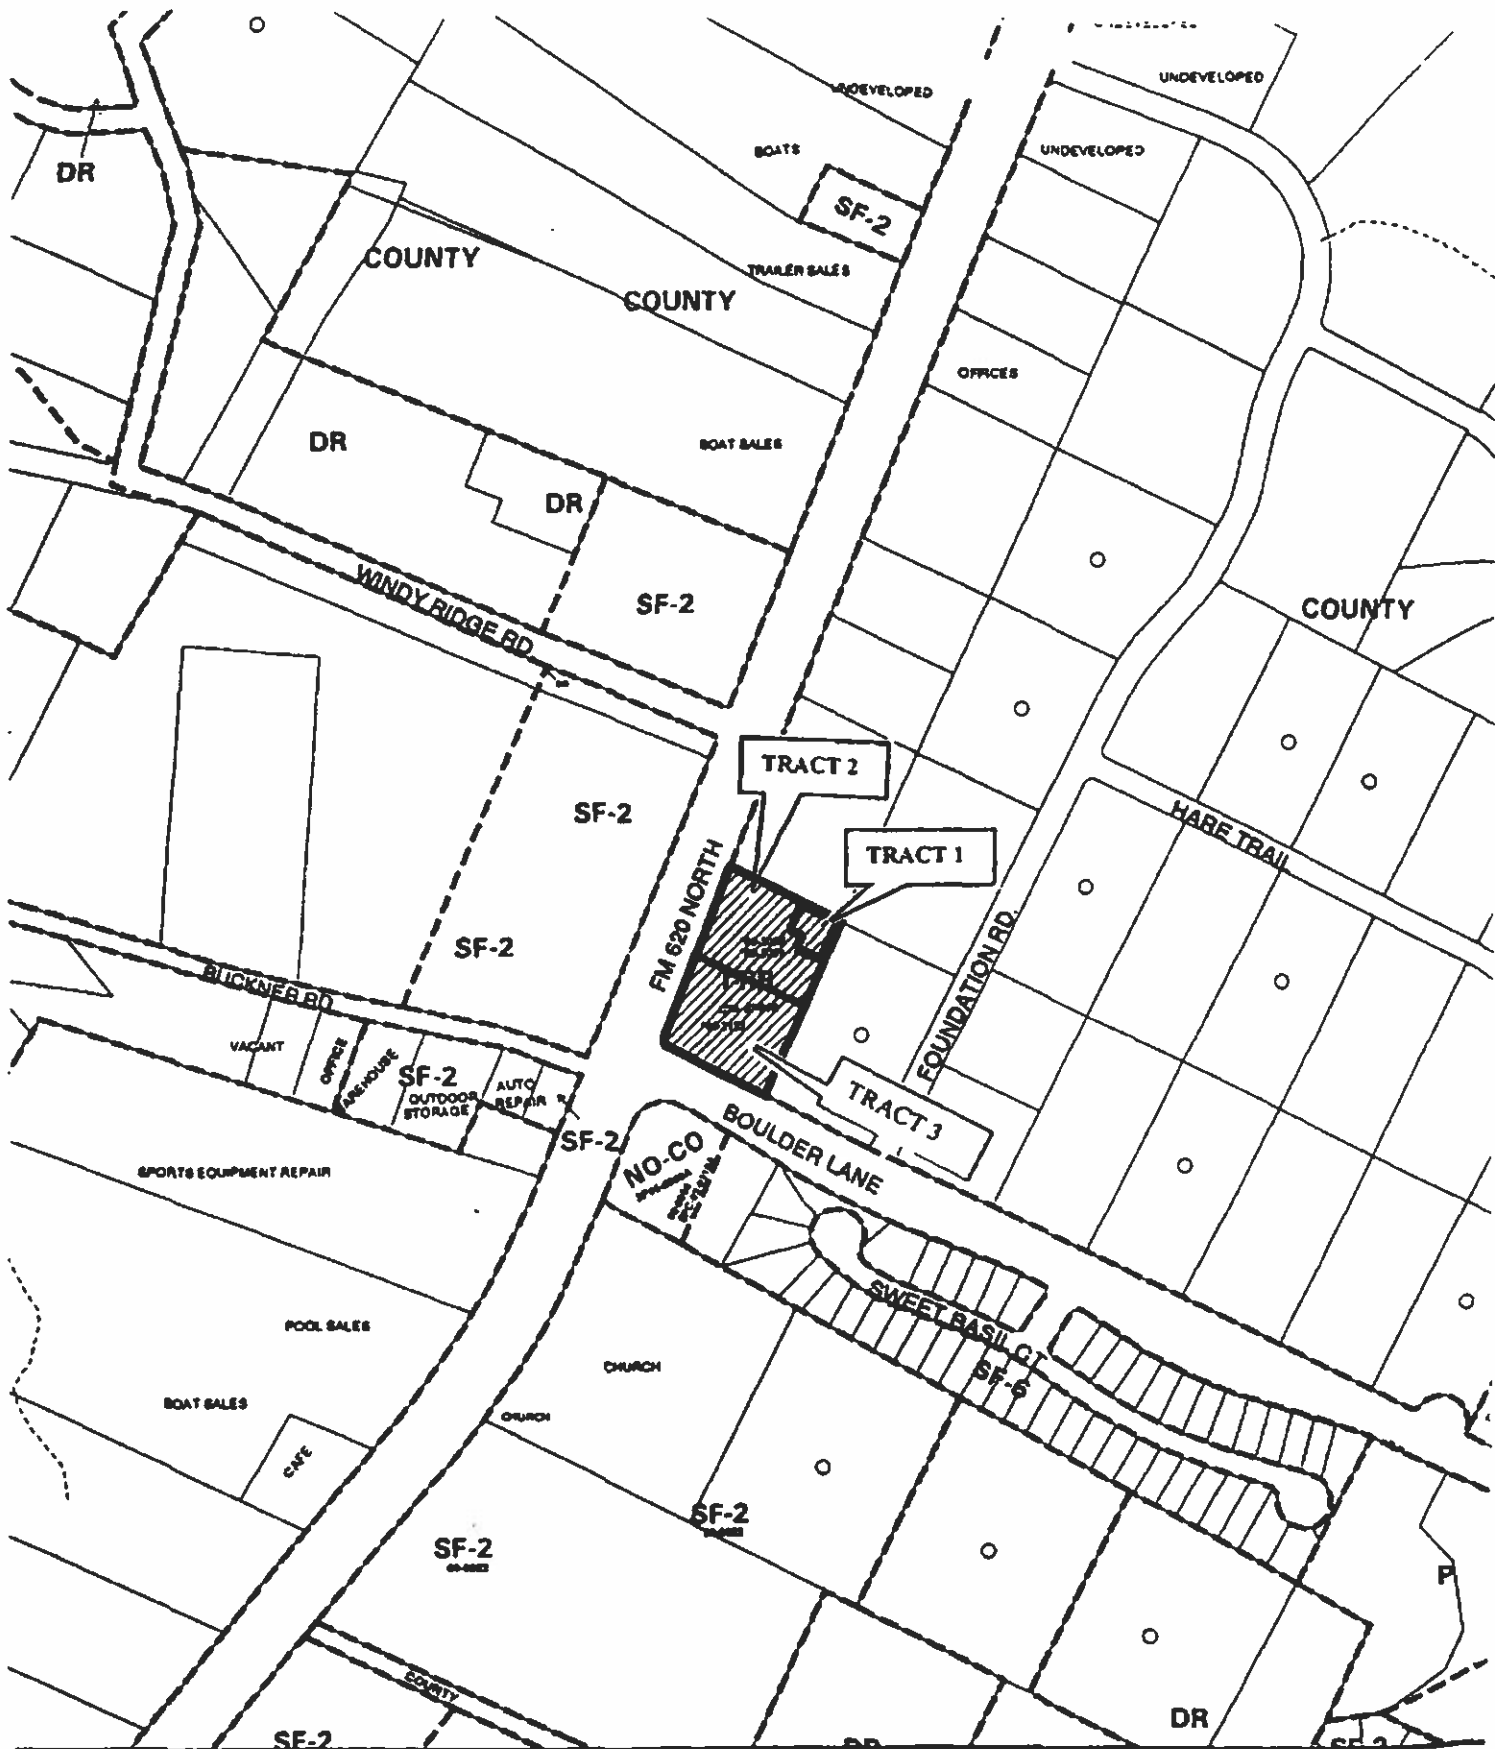 UNDEVELOPED
UNDEVELOPED
BOATS
UNDEVELOPED
DR
SF-2
COUNTY
TRAILER SALES
COUNTY
OFFICES
DR
BOAT SALES
DR
WINDY RIDGE RD
SF-2
COUNTY
TRACT 2
SF-2
HARE TRAIL
TRACT 1
FM 620 NORTH
SF-2
FOUNDATION RD.
BUCKNER RD
VACANT
OFFICE
AREHOUSE
SF-2
OUTDOOR
STORAGE
AUTO
REPAIR
TRACT 3
SF-2
BOULDER LANE
NO-CO
SPORTS EQUIPMENT REPAIR
SWEET BASIL CT
POOL SALES
CHURCH
SF-6
BOAT SALES
CHURCH
CAFE
SF-2
SF-2
P
COUNTY
DR
SF-2
DR
SF-2